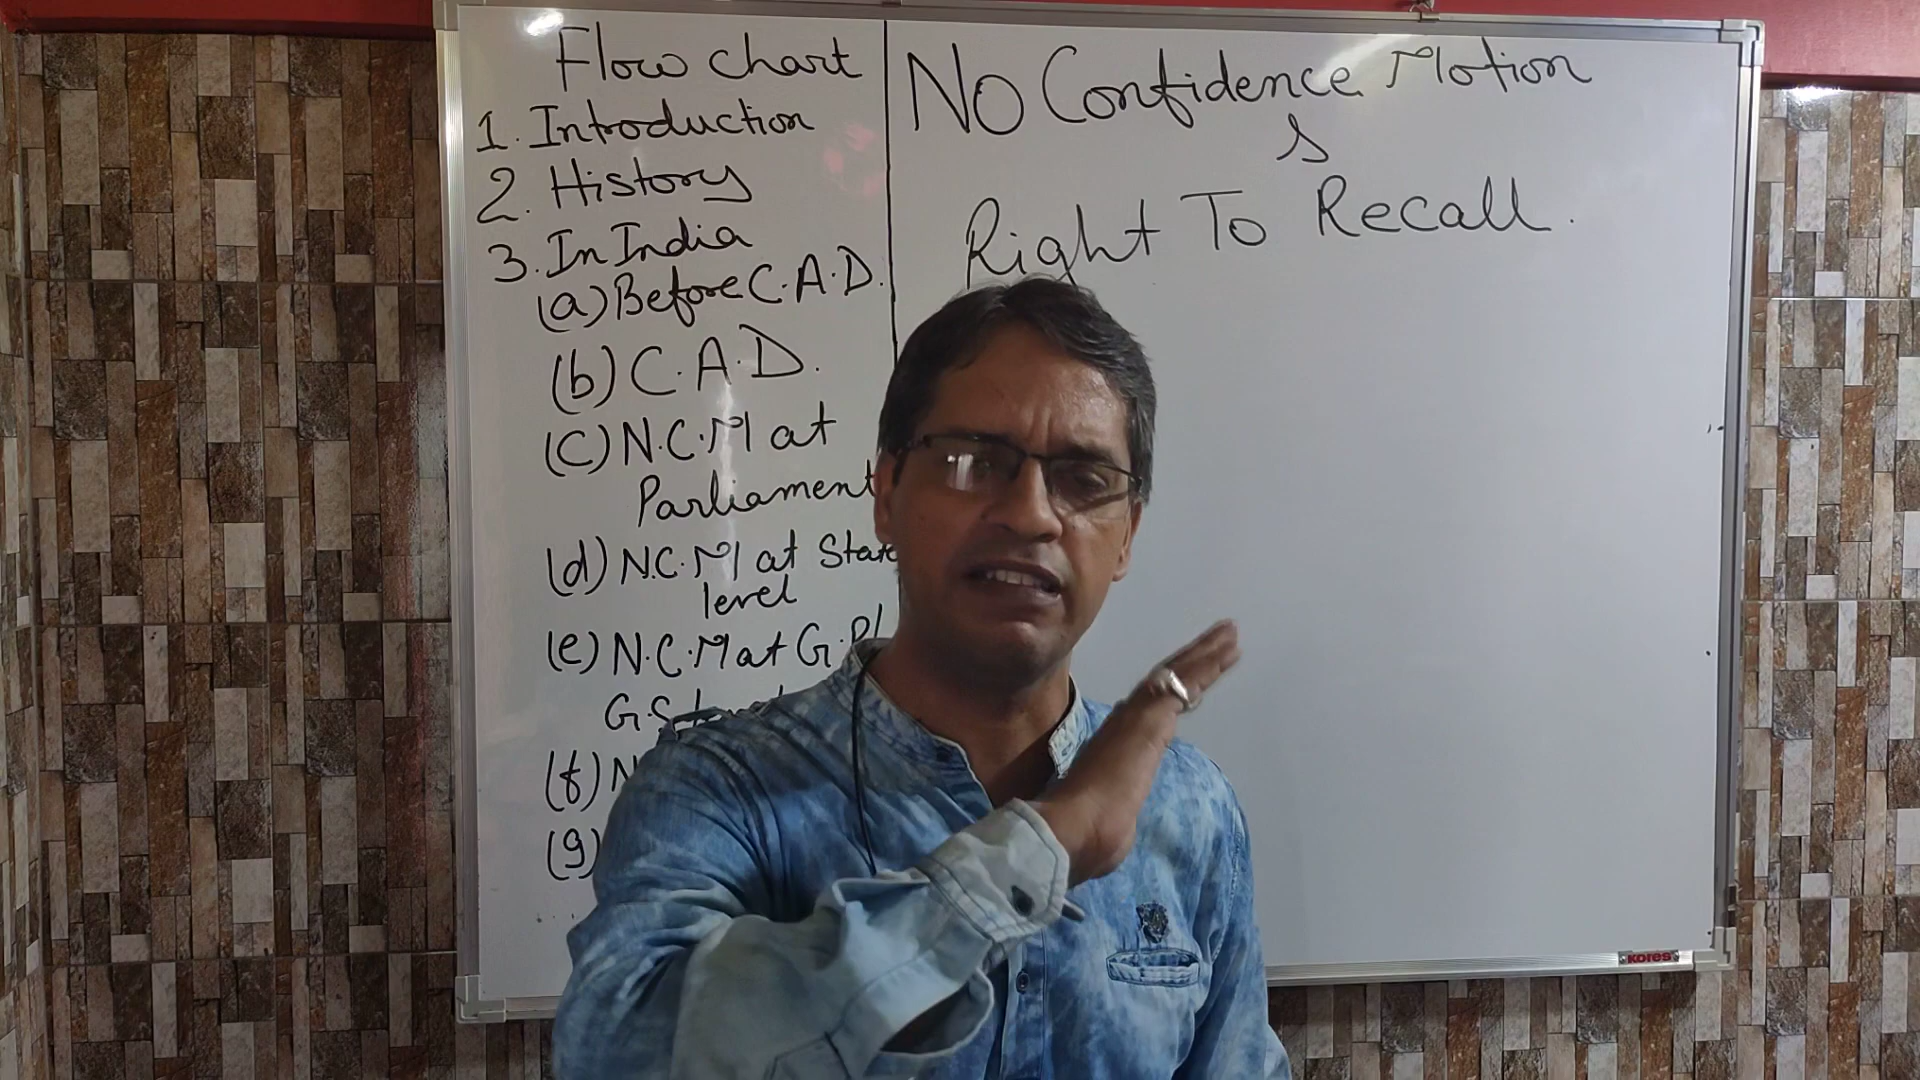 Flow chart
1. Introduction
2. History
3. In India
(a) Before C.A.D.
(b) C.A.D.
(c) N.C.M at
Parliament
(d) N.C.M at State
level
(e) N.C.M at G.P/
G.S
(f) N
(g)
No Confidence Motion
&
Right To Recall.
KORES